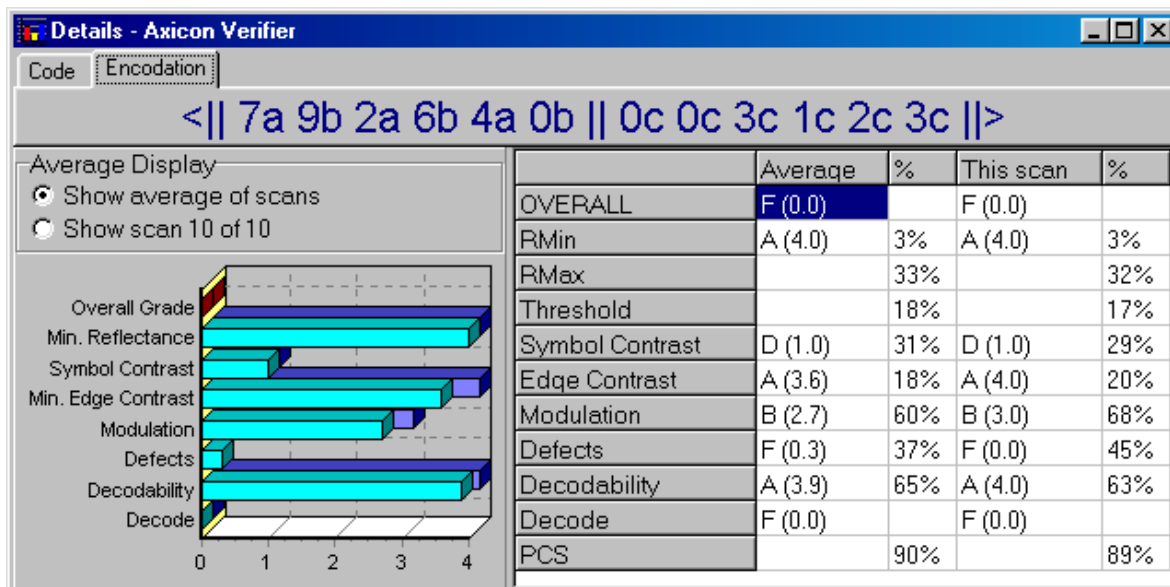 Details - Axicon Verifier
Code Encodation
<|| 7a 9b 2a 6b 4a 0b || 0c 0c 3c 1c 2c 3c ||>
Average Display
Show average of scans
Show scan 10 of 10
Overall Grade
Min. Reflectance
Symbol Contrast
Min. Edge Contrast
Modulation
Defects
Decodability
Decode
0 1 2 3 4
Average % This scan %
OVERALL F (0.0) F (0.0)
RMin A (4.0) 3% A (4.0) 3%
RMax 33% 32%
Threshold 18% 17%
Symbol Contrast D (1.0) 31% D (1.0) 29%
Edge Contrast A (3.6) 18% A (4.0) 20%
Modulation B (2.7) 60% B (3.0) 68%
Defects F (0.3) 37% F (0.0) 45%
Decodability A (3.9) 65% A (4.0) 63%
Decode F (0.0) F (0.0)
PCS 90% 89%